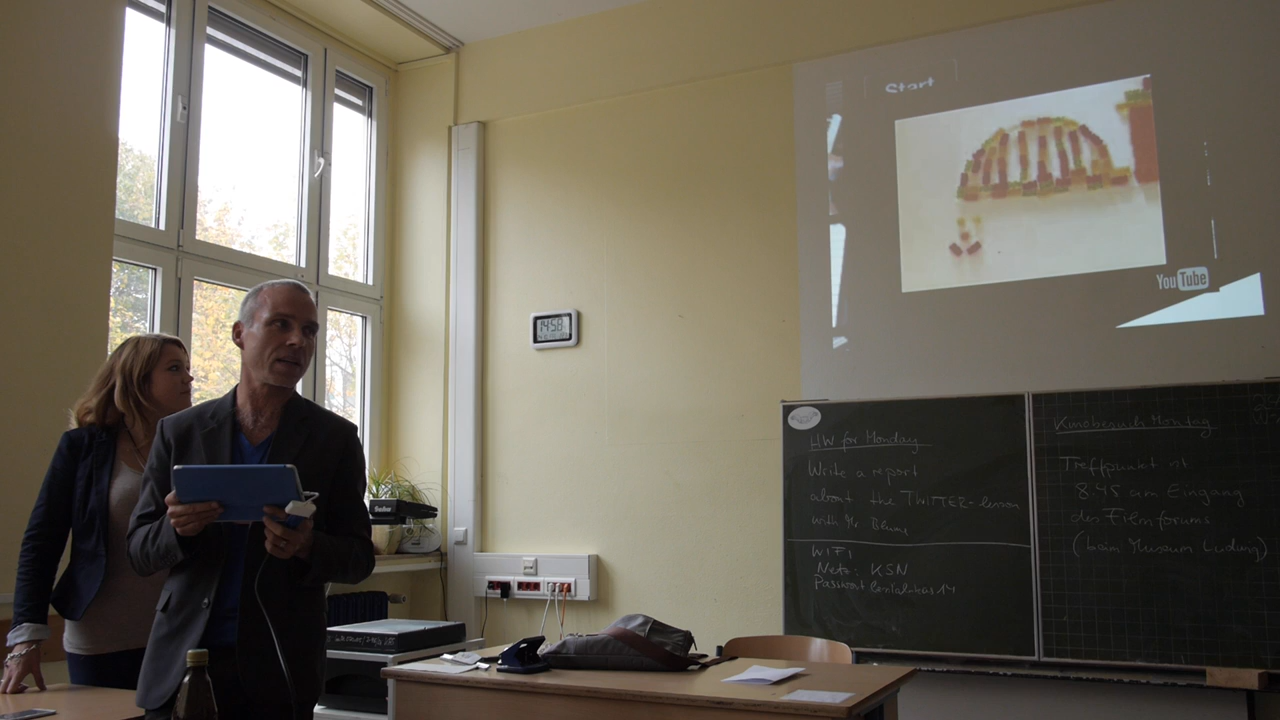 Start
YouTube
14:58
HW for Monday
Write a report
about the TWITTER-lesson
with Mr Blume
WIFI
Netz: KSN
Passwort
Kinobesuch Montag
Treffpunkt ist
8.45 am Eingang
des Filmforums
(beim Museum Ludwig)